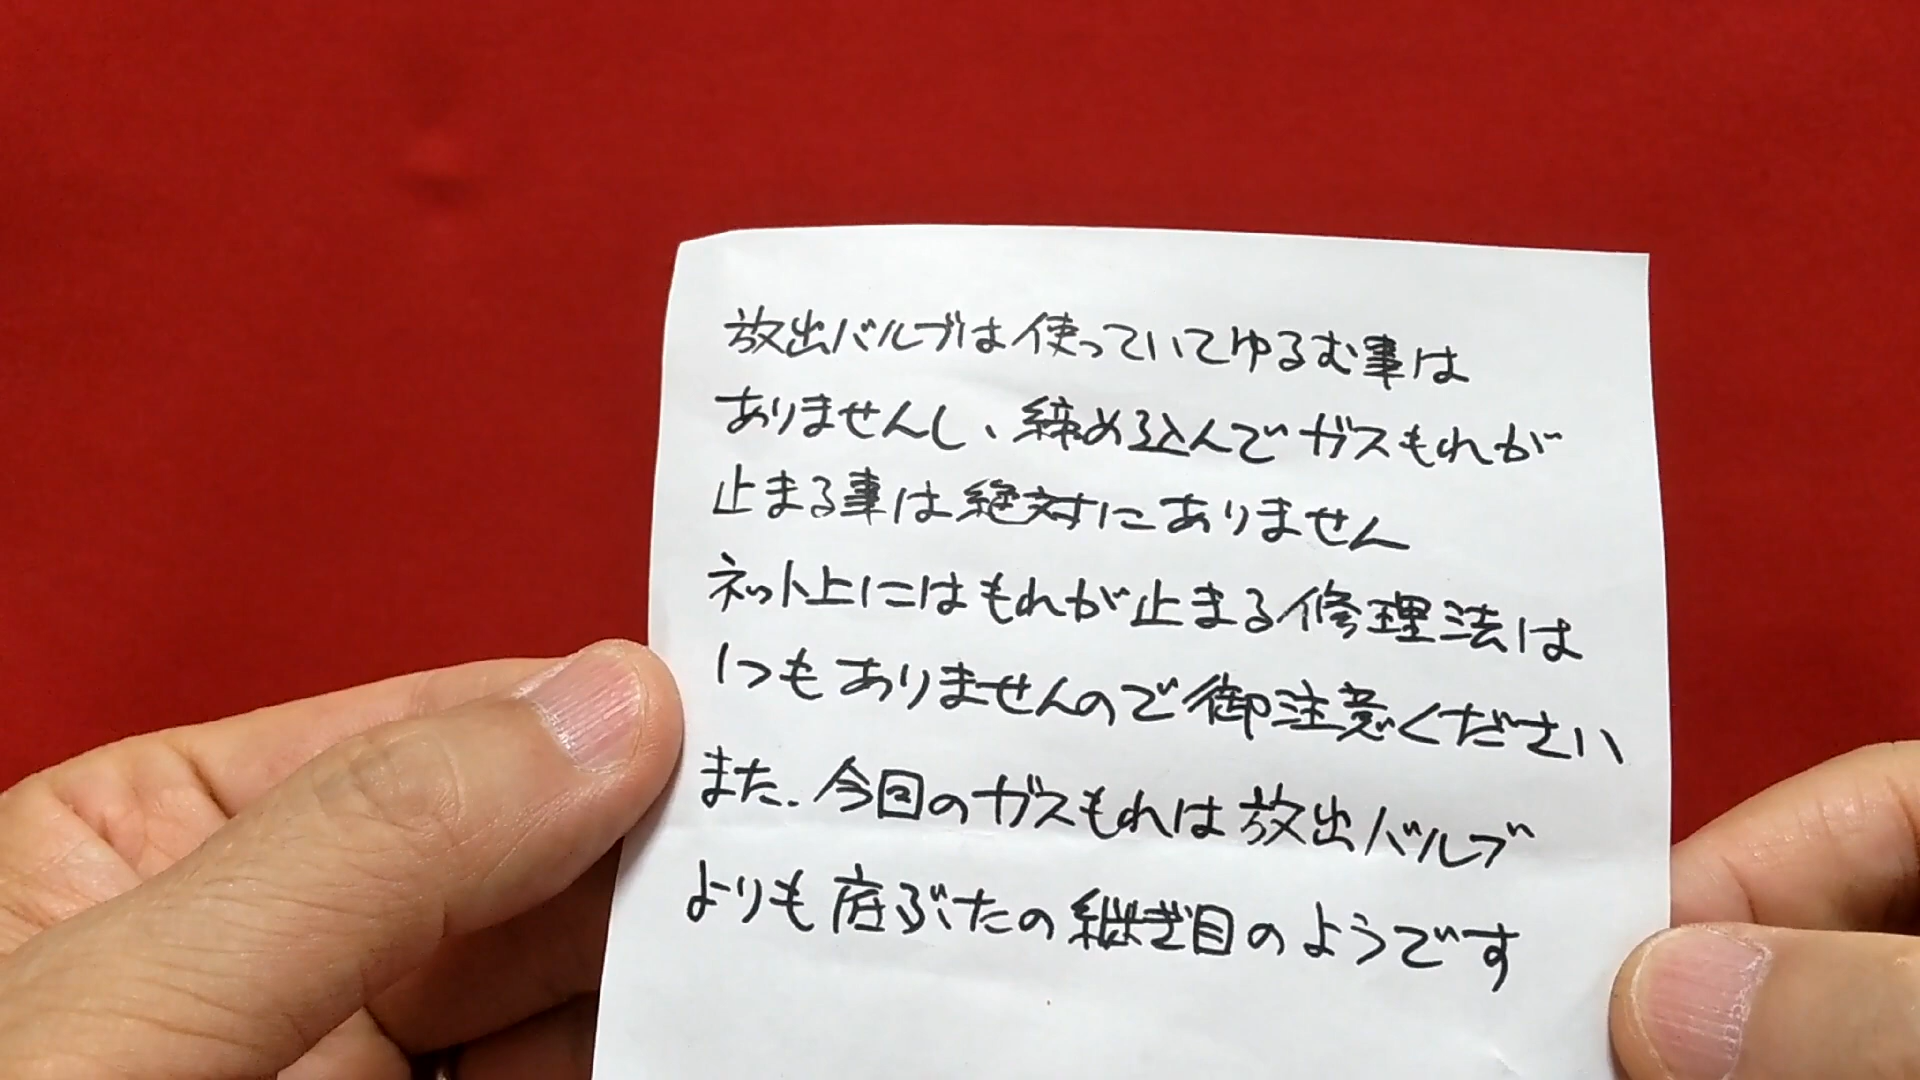 放出バルブは使っていてゆるむ事は
ありませんし、締め込んでガスもれが
止まる事は絶対にありません
ネット上にはもれが止まる修理法は
1つもありませんので御注意ください
また、今回のガスもれは放出バルブ
よりも底ぶたの継ぎ目のようです